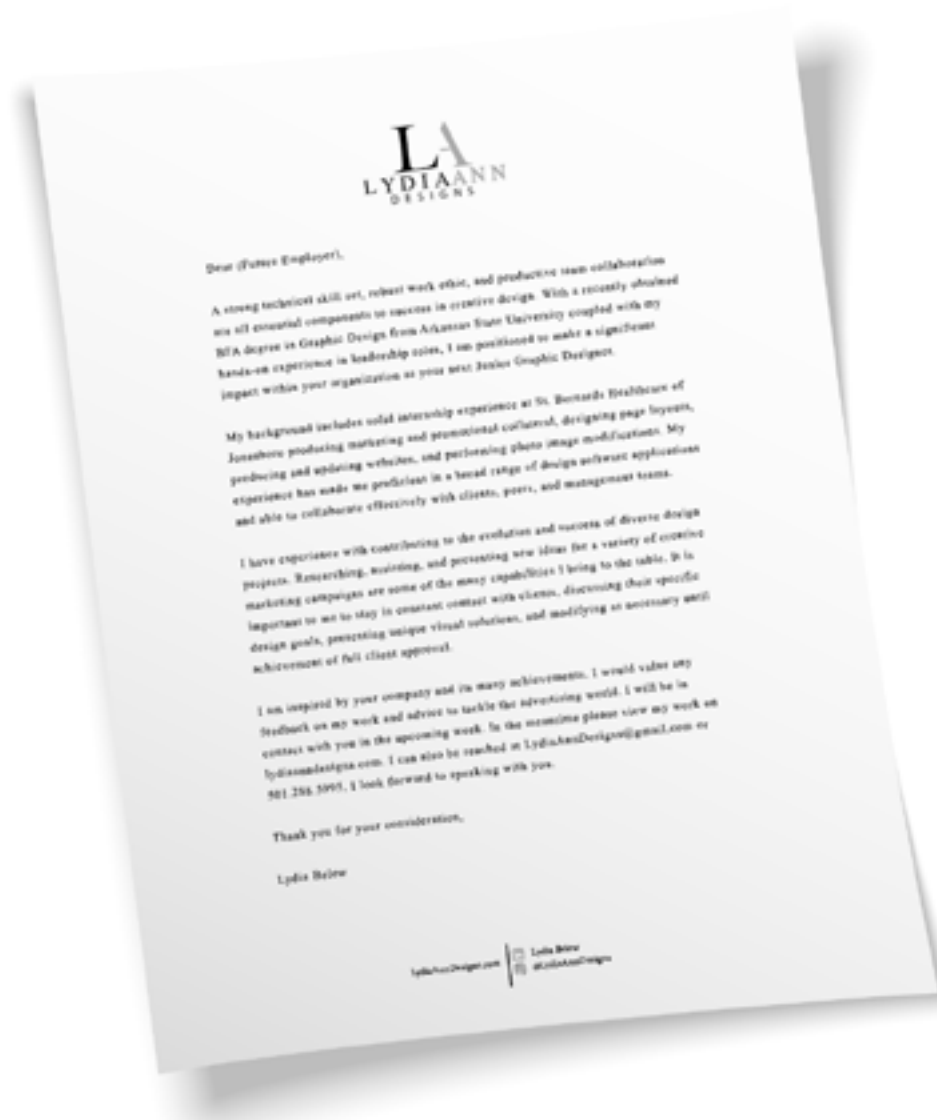 LA
LYDIAANN
DESIGNS
Dear (Future Employer),
A strong technical skill set, robust work ethic, and productive team collaboration
are all essential components to success in creative design. With a recently obtained
BFA degree in Graphic Design from Arkansas State University coupled with my
hands-on experience in leadership roles, I am positioned to make a significant
impact within your organization as your next Junior Graphic Designer.
My background includes solid internship experience at St. Bernards Healthcare of
Jonesboro producing marketing and promotional collateral, designing page layouts,
producing and updating websites, and performing photo image modifications. My
experience has made me proficient in a broad range of design software applications
and able to collaborate effectively with clients, peers, and management teams.
I have experience with contributing to the evolution and success of diverse design
projects. Researching, assisting, and presenting new ideas for a variety of creative
marketing campaigns are some of the many capabilities I bring to the table. It is
important to me to stay in constant contact with clients, discussing their specific
design goals, presenting unique visual solutions, and modifying as necessary until
achievement of full client approval.
I am inspired by your company and its many achievements. I would value any
feedback on my work and advice to tackle the advertising world. I will be in
contact with you in the upcoming week. In the meantime please view my work on
lydiaanndesigns.com. I can also be reached at LydiaAnnDesigns@gmail.com or
I look forward to speaking with you.
Thank you for your consideration,
Lydia Below
LydiaAnnDesigns.com
Lydia Below
@LydiaAnnDesigns